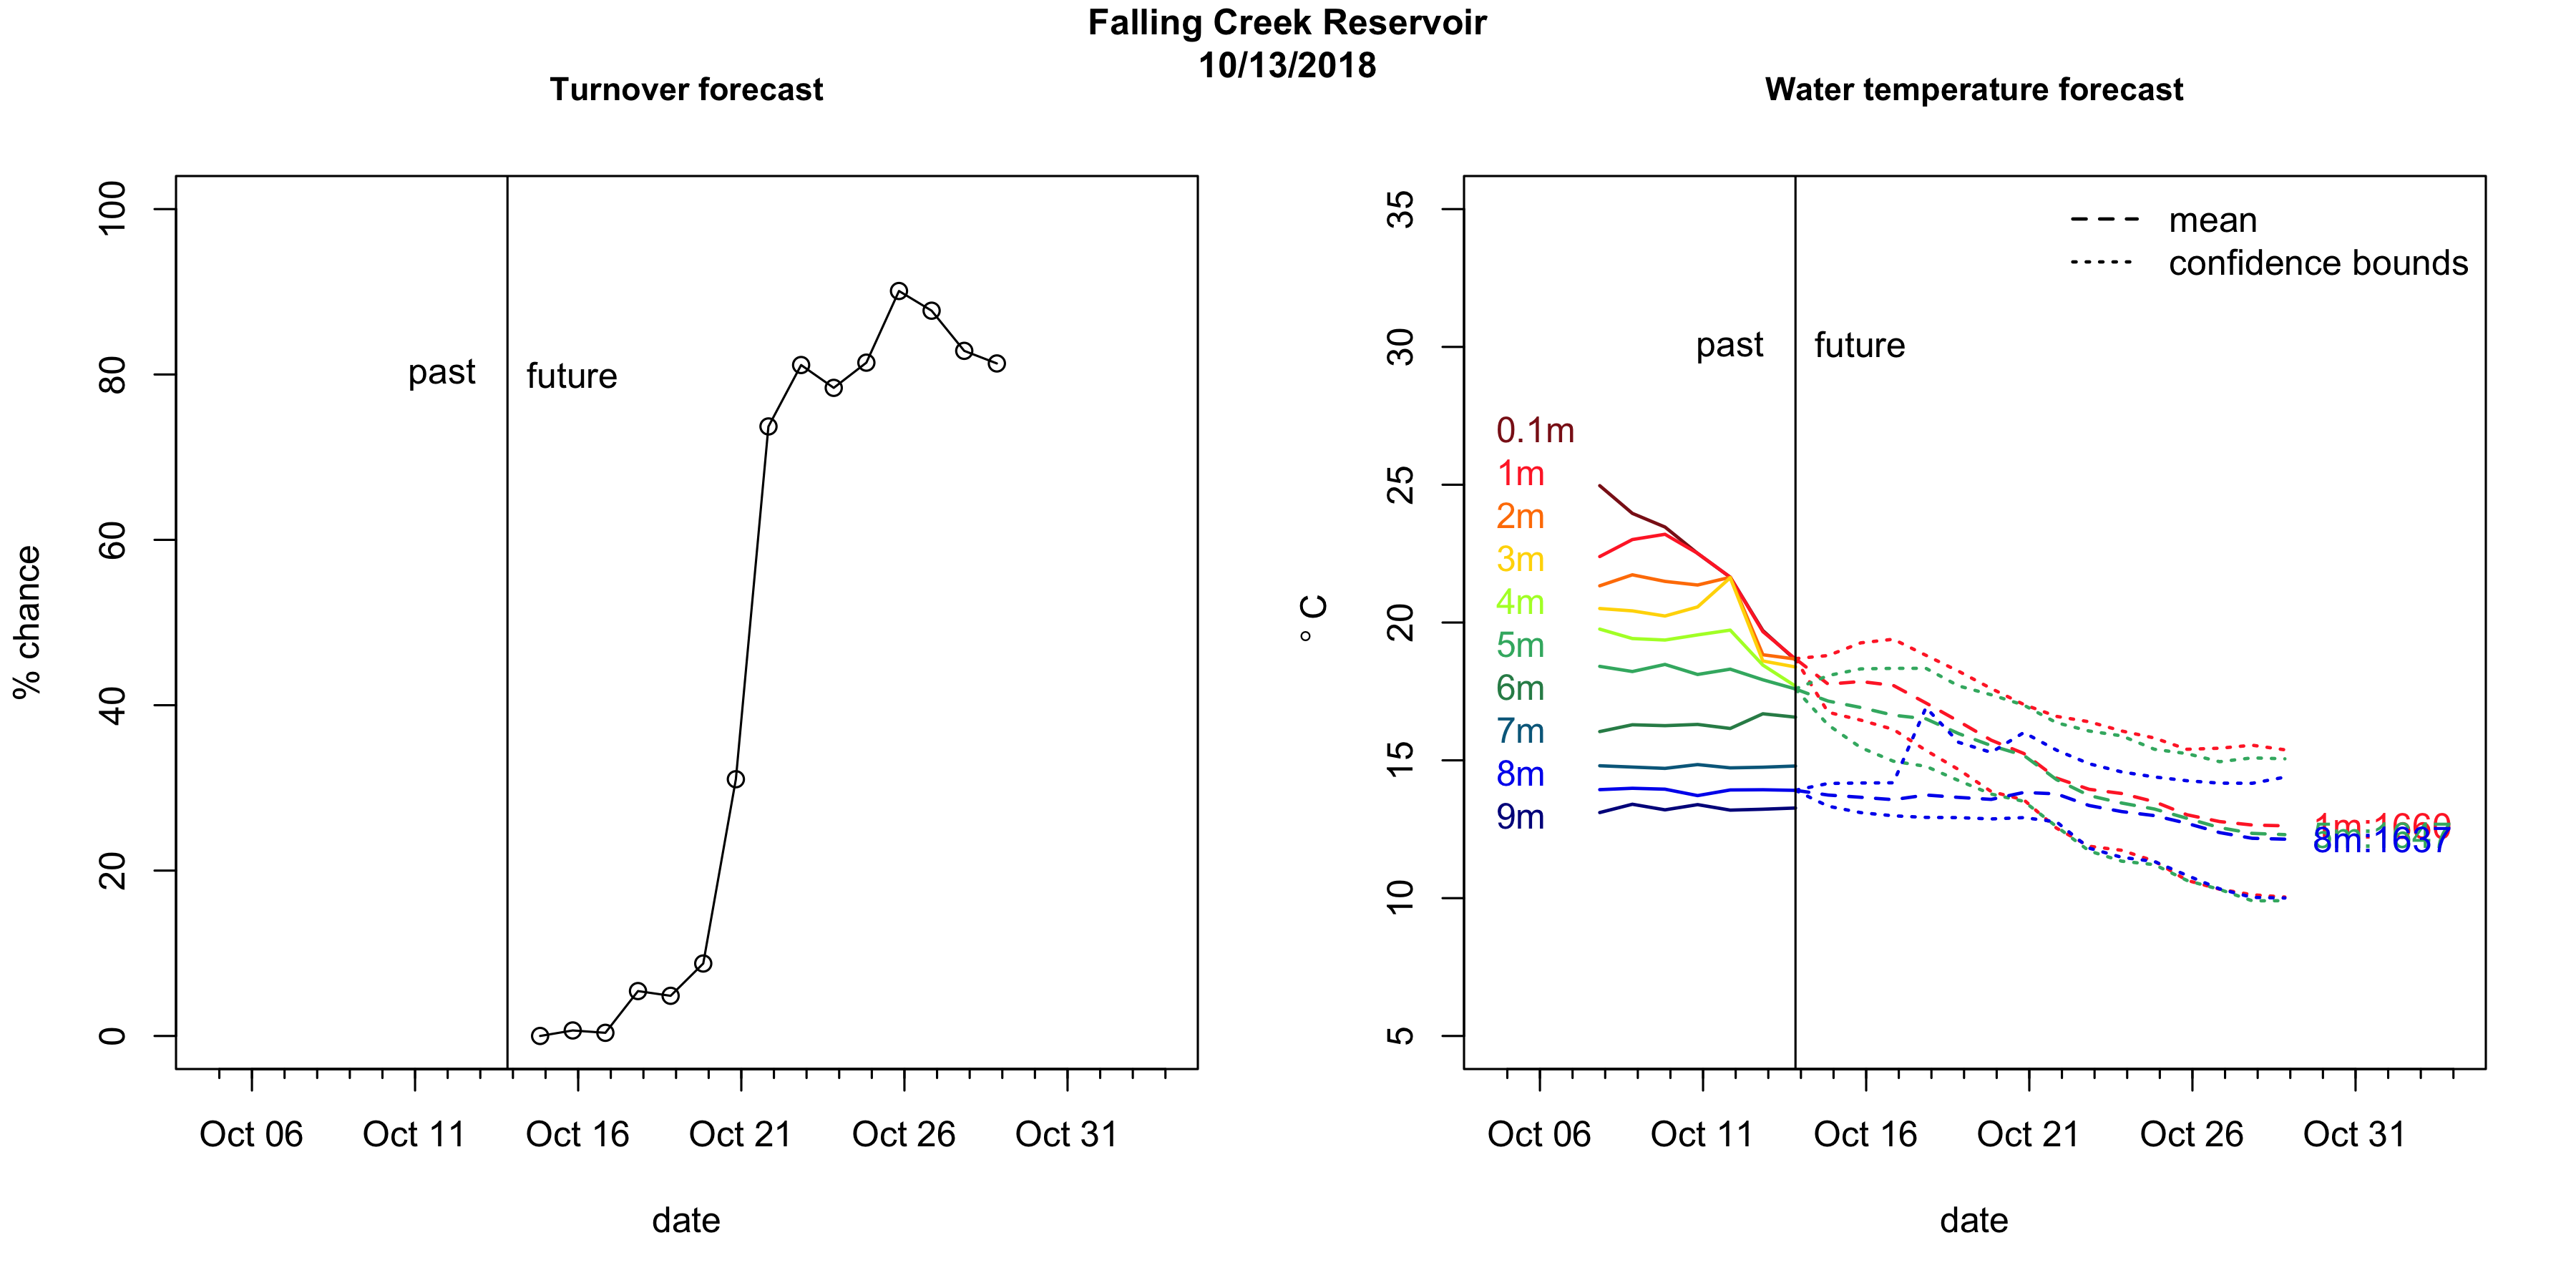 Falling Creek Reservoir
10/13/2018
Turnover forecast
% chance
100
80
60
40
20
0
past
future
Oct 06
Oct 11
Oct 16
Oct 21
Oct 26
Oct 31
date
Water temperature forecast
° C
35
30
25
20
15
10
5
mean
confidence bounds
past
future
0.1m
1m
2m
3m
4m
5m
6m
7m
8m
9m
8m:1637
Oct 06
Oct 11
Oct 16
Oct 21
Oct 26
Oct 31
date